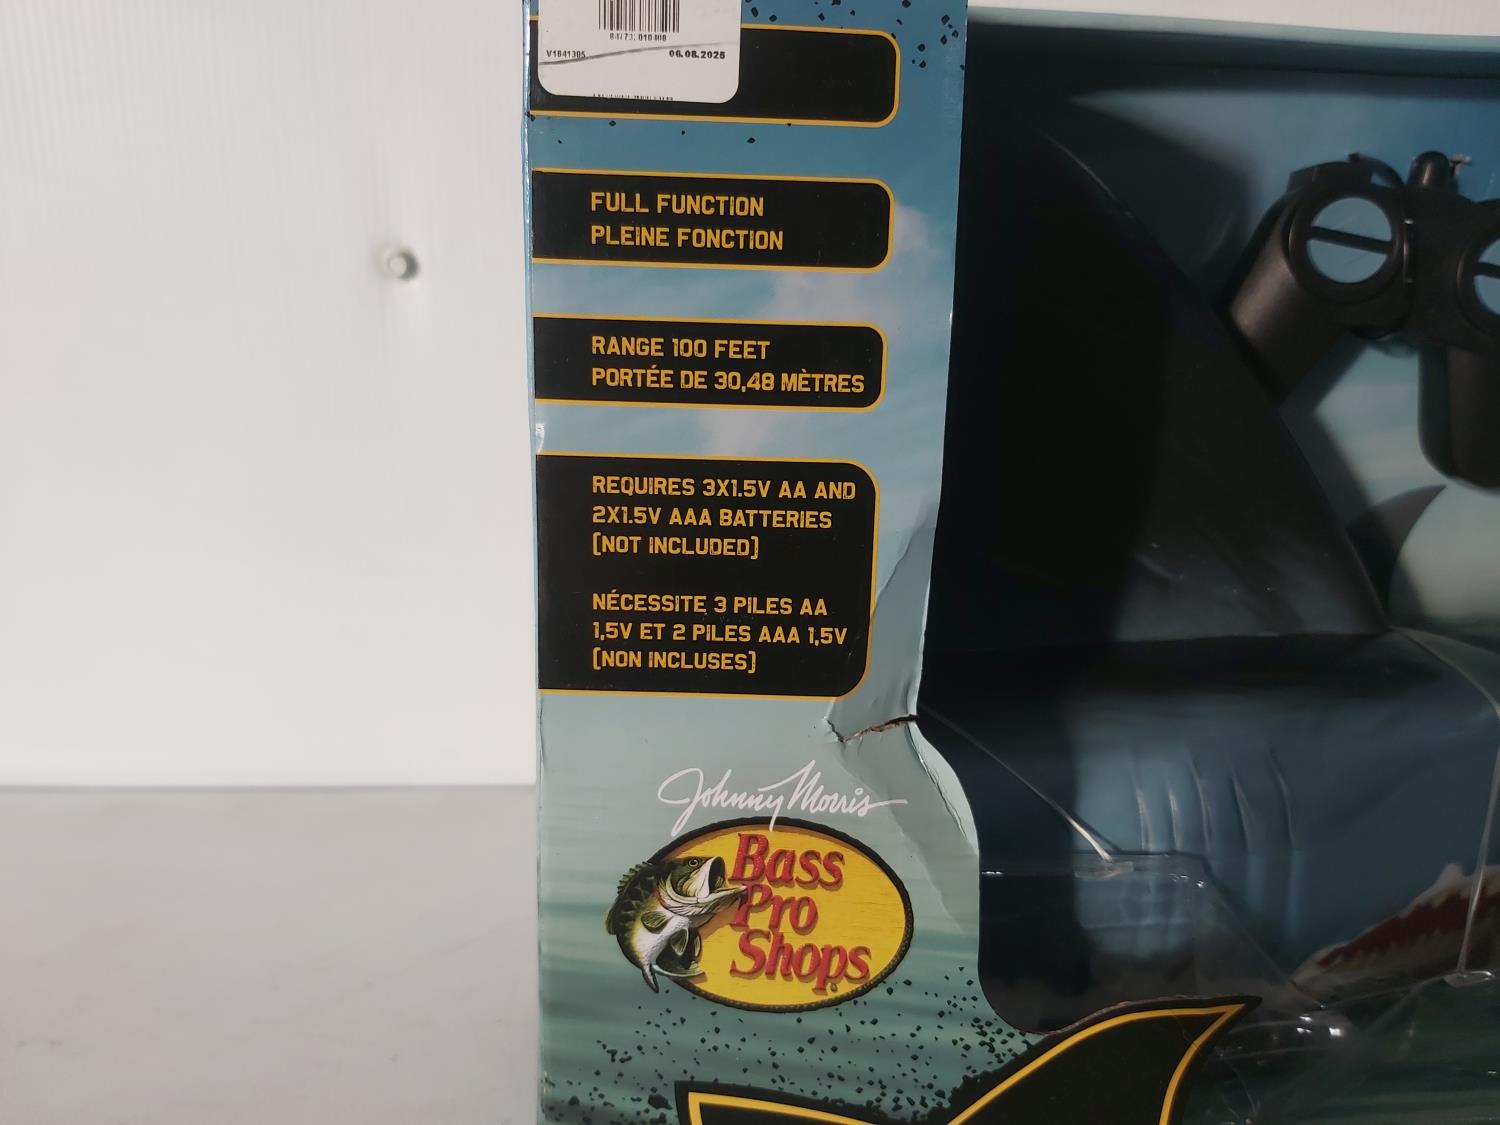 V1841385
06.08.2025
FULL FUNCTION
PLEINE FONCTION
RANGE 100 FEET
PORTÉE DE 30,48 MÈTRES
REQUIRES 3X1.5V AA AND
2X1.5V AAA BATTERIES
[NOT INCLUDED]
NÉCESSITE 3 PILES AA
1,5V ET 2 PILES AAA 1,5V
[NON INCLUSES]
Johnny Morris
Bass
Pro
Shops